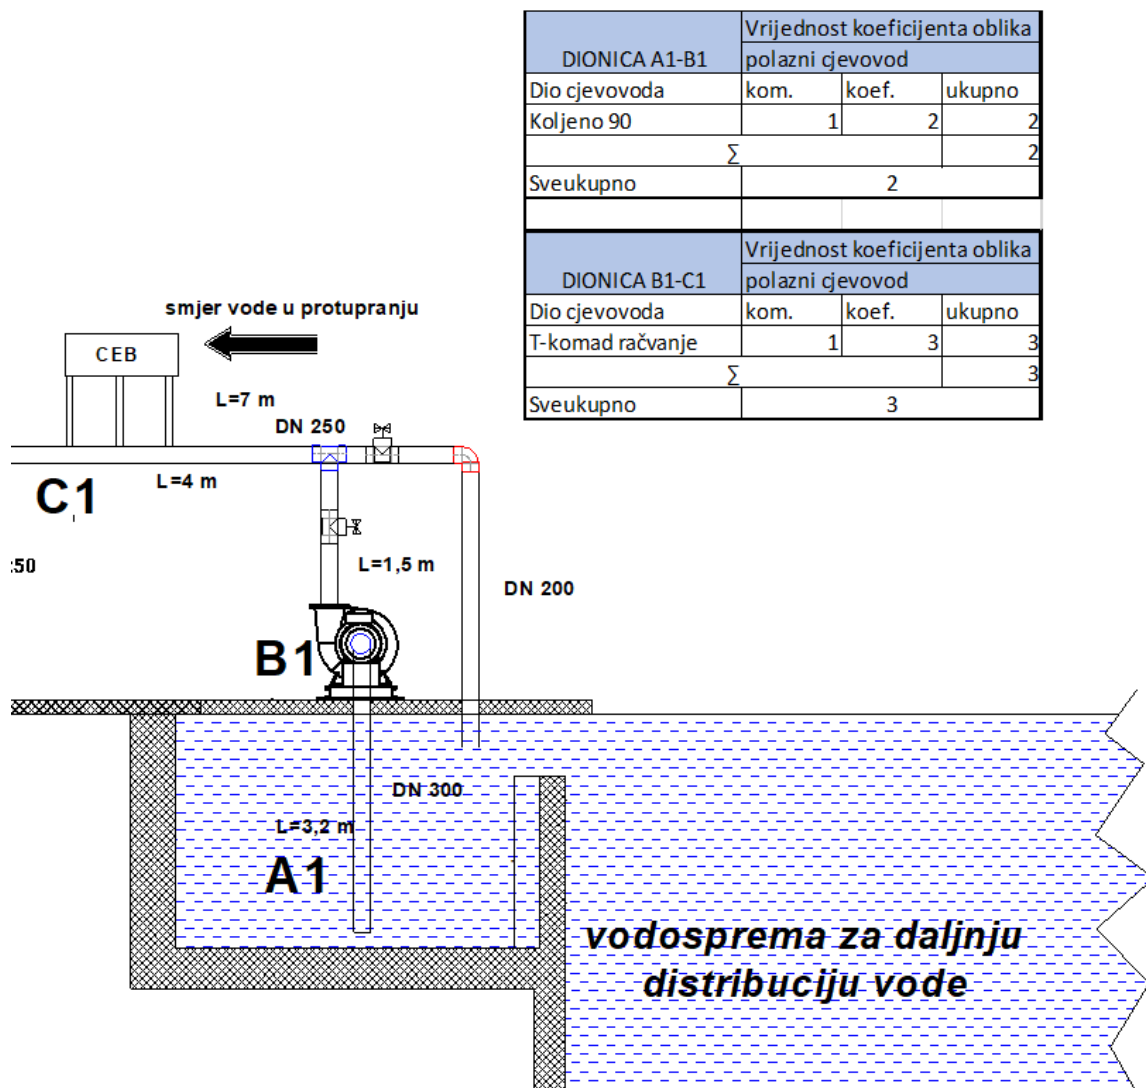 DIONICA A1-B1
Vrijednost koeficijenta oblika
polazni cjevovod
Dio cjevovoda kom. koef. ukupno
Koljeno 90 1 2 2
∑ 2
Sveukupno 2
DIONICA B1-C1
Vrijednost koeficijenta oblika
polazni cjevovod
Dio cjevovoda kom. koef. ukupno
T-komad račvanje 1 3 3
∑ 3
Sveukupno 3
smjer vode u protupranju
CEB
L=7 m
DN 250
L=4 m
C1
L=1,5 m
DN 200
B1
DN 300
L=3,2 m
A1
vodosprema za daljnju
distribuciju vode